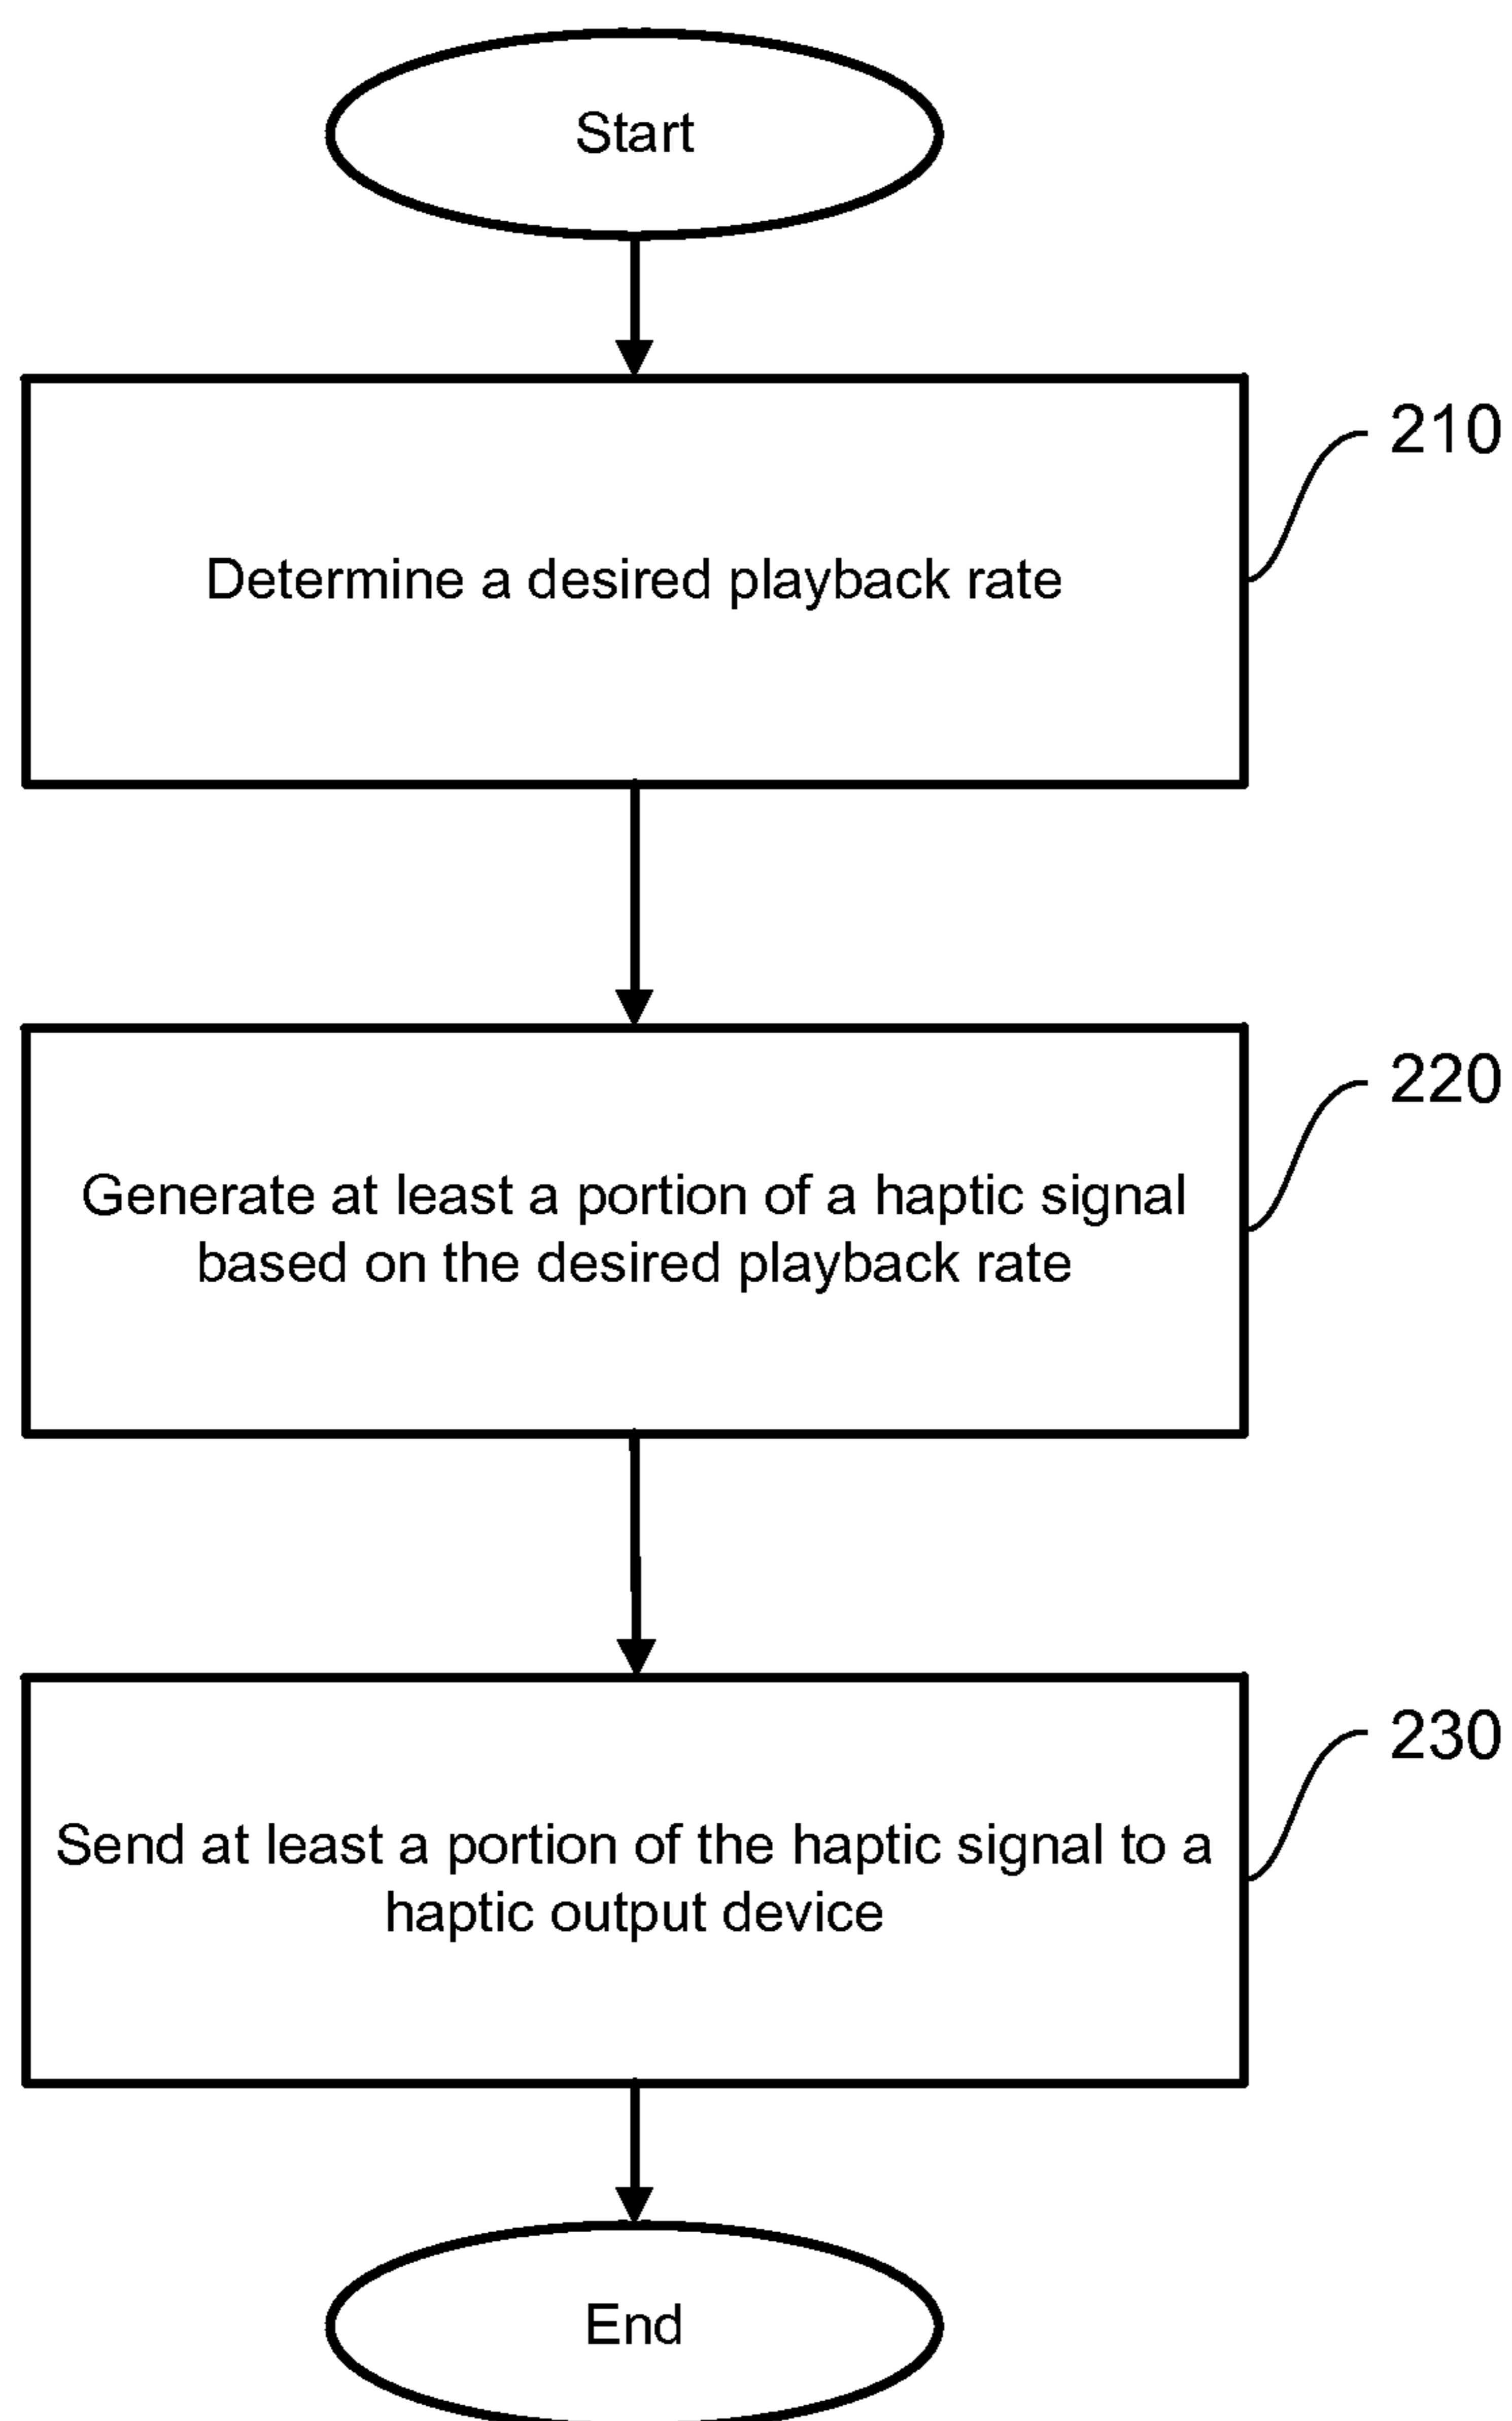 Start
210
Determine a desired playback rate
220
Generate at least a portion of a haptic signal
based on the desired playback rate
230
Send at least a portion of the haptic signal to a
haptic output device
End